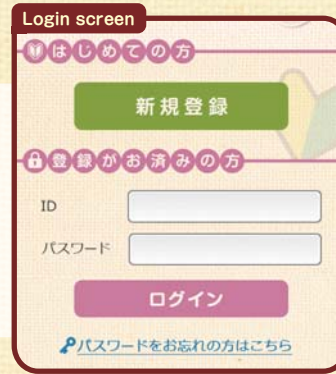 Login screen
はじめての方
新規登録
登録がお済みの方
ID
パスワード
ログイン
パスワードをお忘れの方はこちら